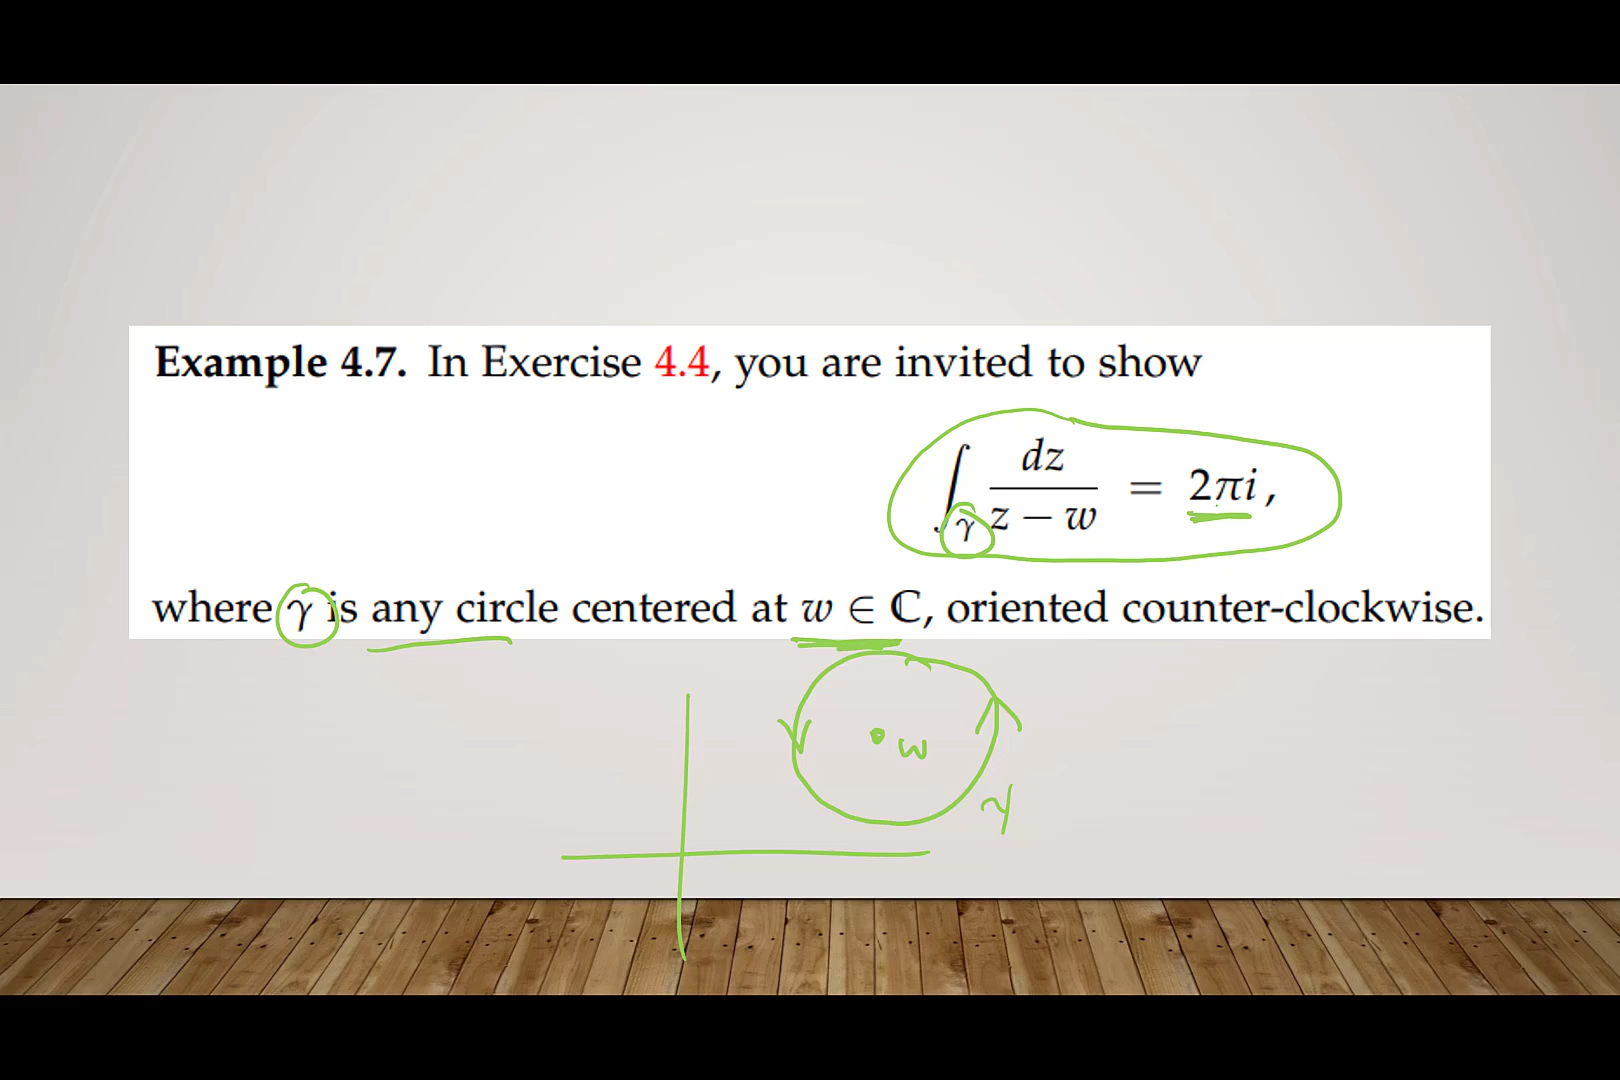 Example 4.7. In Exercise 4.4, you are invited to show
∫_γ dz / (z − w) = 2πi ,
where γ is any circle centered at w ∈ ℂ, oriented counter-clockwise.
w
γ